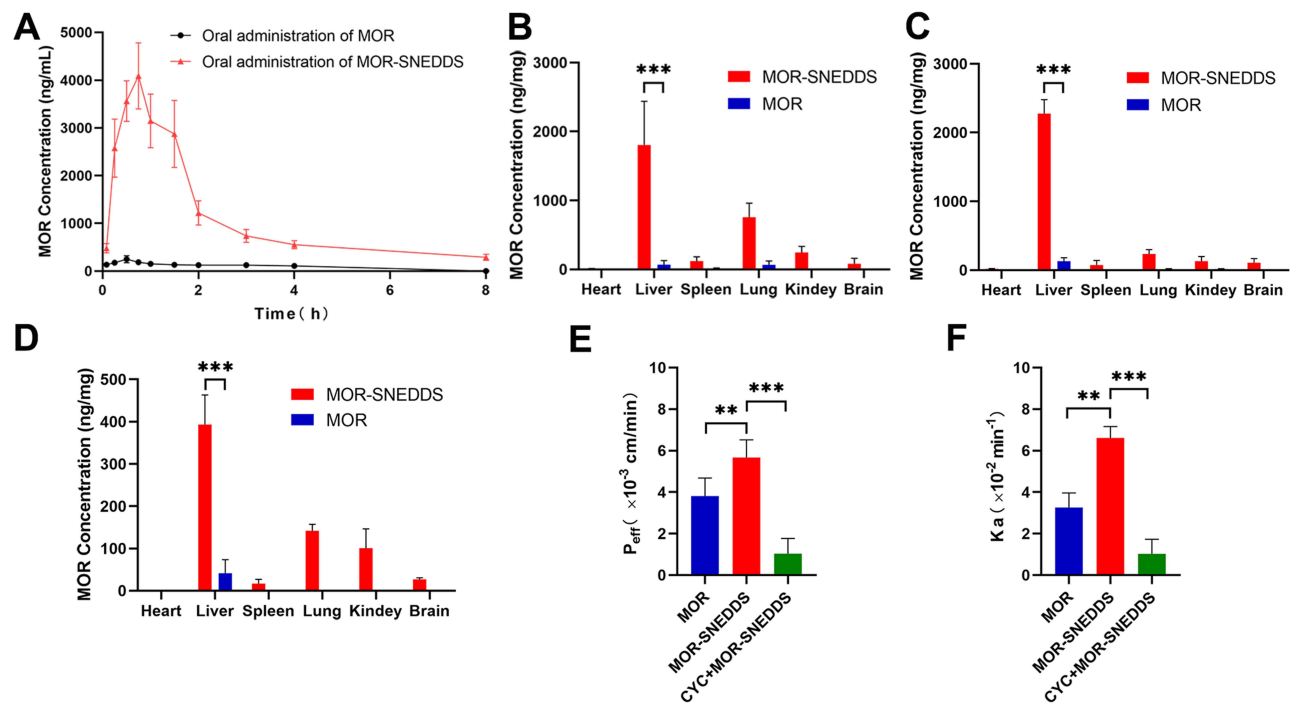 A
MOR Concentration (ng/mL)
5000
4000
3000
2000
1000
0
0 2 4 6 8
Time( h )
Oral administration of MOR
Oral administration of MOR-SNEDDS
B
MOR Concentration (ng/mg)
3000
2000
1000
0
***
MOR-SNEDDS
MOR
Heart Liver Spleen Lung Kindey Brain
C
MOR Concentration (ng/mg)
3000
2000
1000
0
***
MOR-SNEDDS
MOR
Heart Liver Spleen Lung Kindey Brain
D
MOR Concentration (ng/mg)
500
400
300
200
100
0
***
MOR-SNEDDS
MOR
Heart Liver Spleen Lung Kindey Brain
E
Peff( ×10-3 cm/min)
10
8
6
4
2
0
** ***
MOR
MOR-SNEDDS
CYC+MOR-SNEDDS
F
Ka( ×10-2 min-1)
10
8
6
4
2
0
** ***
MOR
MOR-SNEDDS
CYC+MOR-SNEDDS